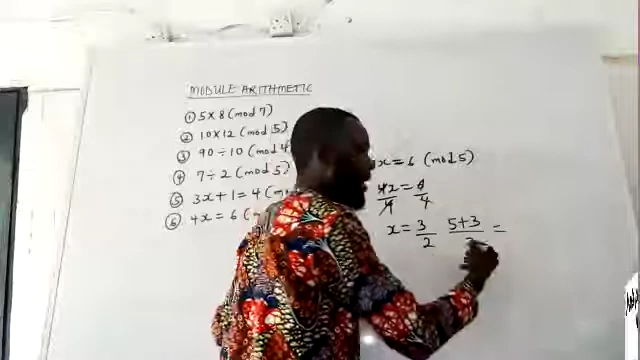 MODULE ARITHMETIC
① 5 x 8 (mod 7)
② 10 x 12 (mod 5)
③ 90 ÷ 10 (mod 4
④ 7 ÷ 2 (mod 5)
⑤ 3x + 1 = 4 (mo
⑥ 4x = 6 (
x = 6 (mod 5)
4x/4 = 6/4
x = 3/2 5+3/2 =